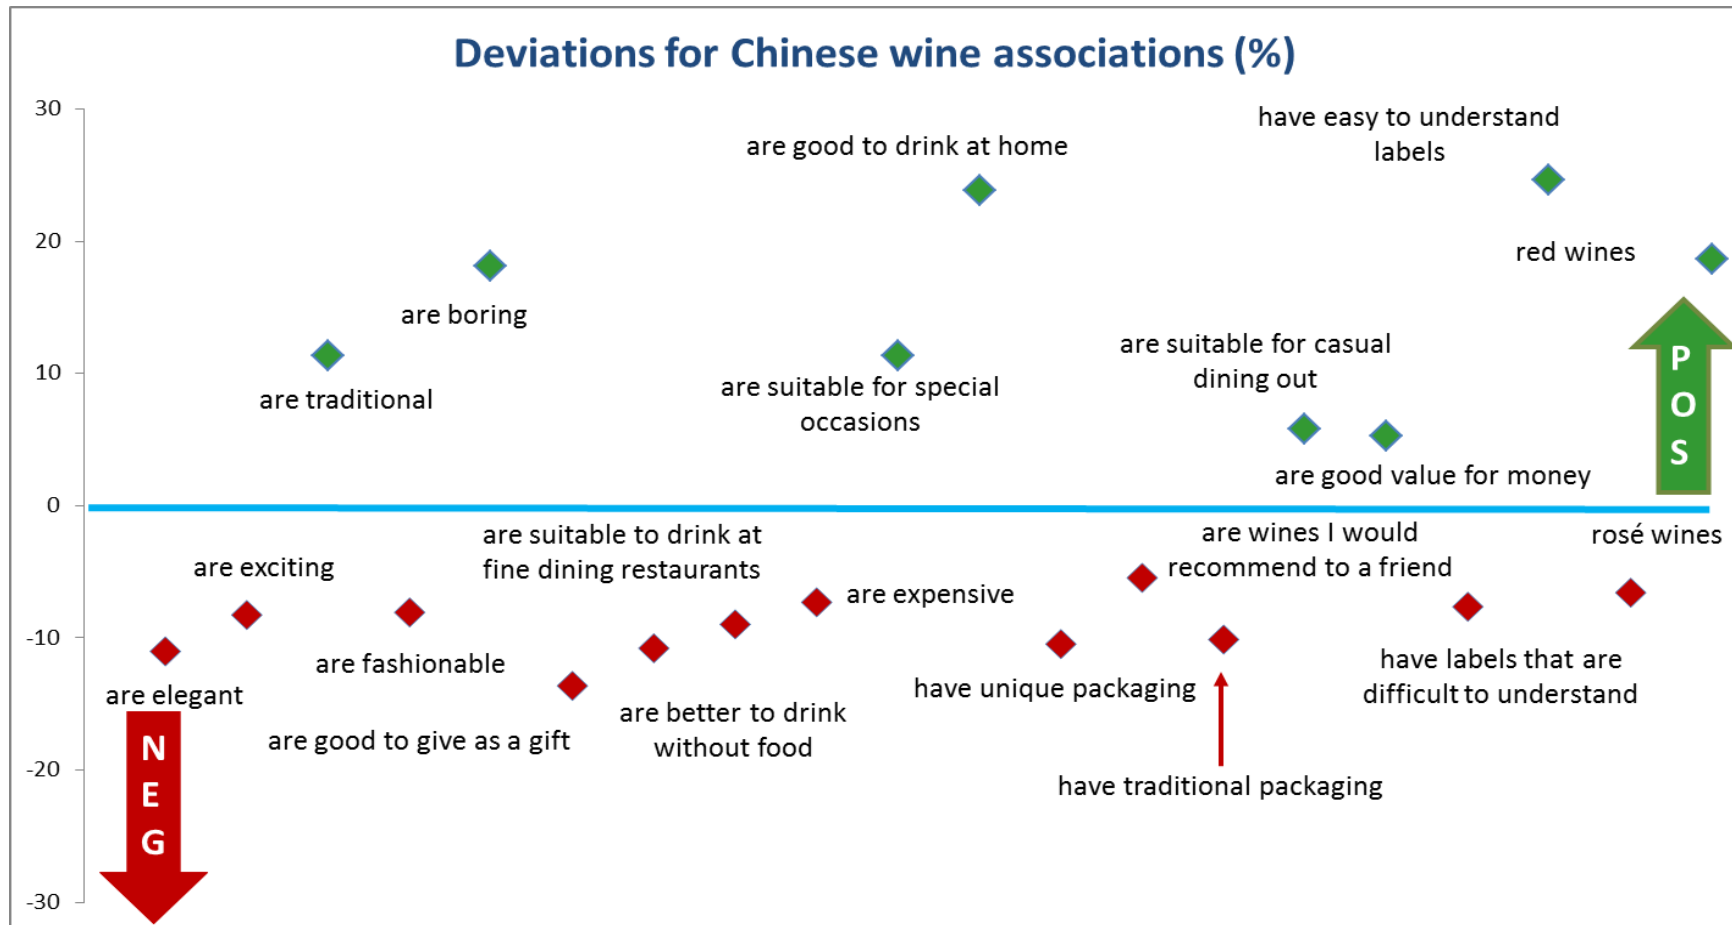 Deviations for Chinese wine associations (%)
30
20
10
0
-10
-20
-30
have easy to understand
labels
are good to drink at home
red wines
are boring
are suitable for casual
dining out
are traditional
are suitable for special
occasions
are good value for money
P
O
S
are suitable to drink at
fine dining restaurants
are wines I would
recommend to a friend
rosé wines
are exciting
are expensive
are fashionable
are elegant
have unique packaging
have labels that are
difficult to understand
are good to give as a gift
are better to drink
without food
have traditional packaging
N
E
G